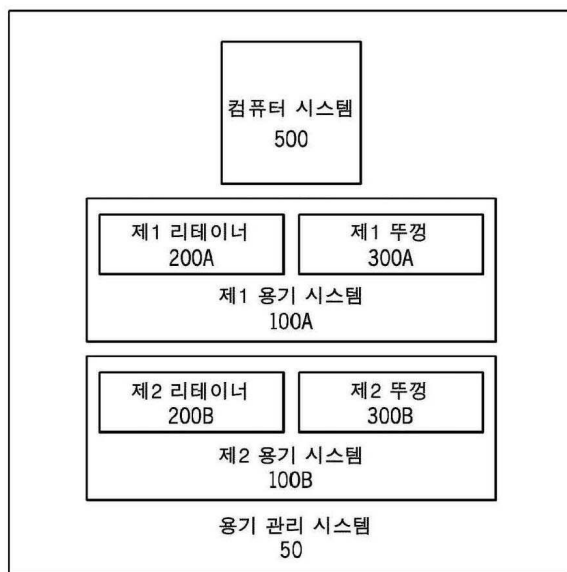 컴퓨터 시스템
500
제1 리테이너
200A
제1 뚜껑
300A
제1 용기 시스템
100A
제2 리테이너
200B
제2 뚜껑
300B
제2 용기 시스템
100B
용기 관리 시스템
50